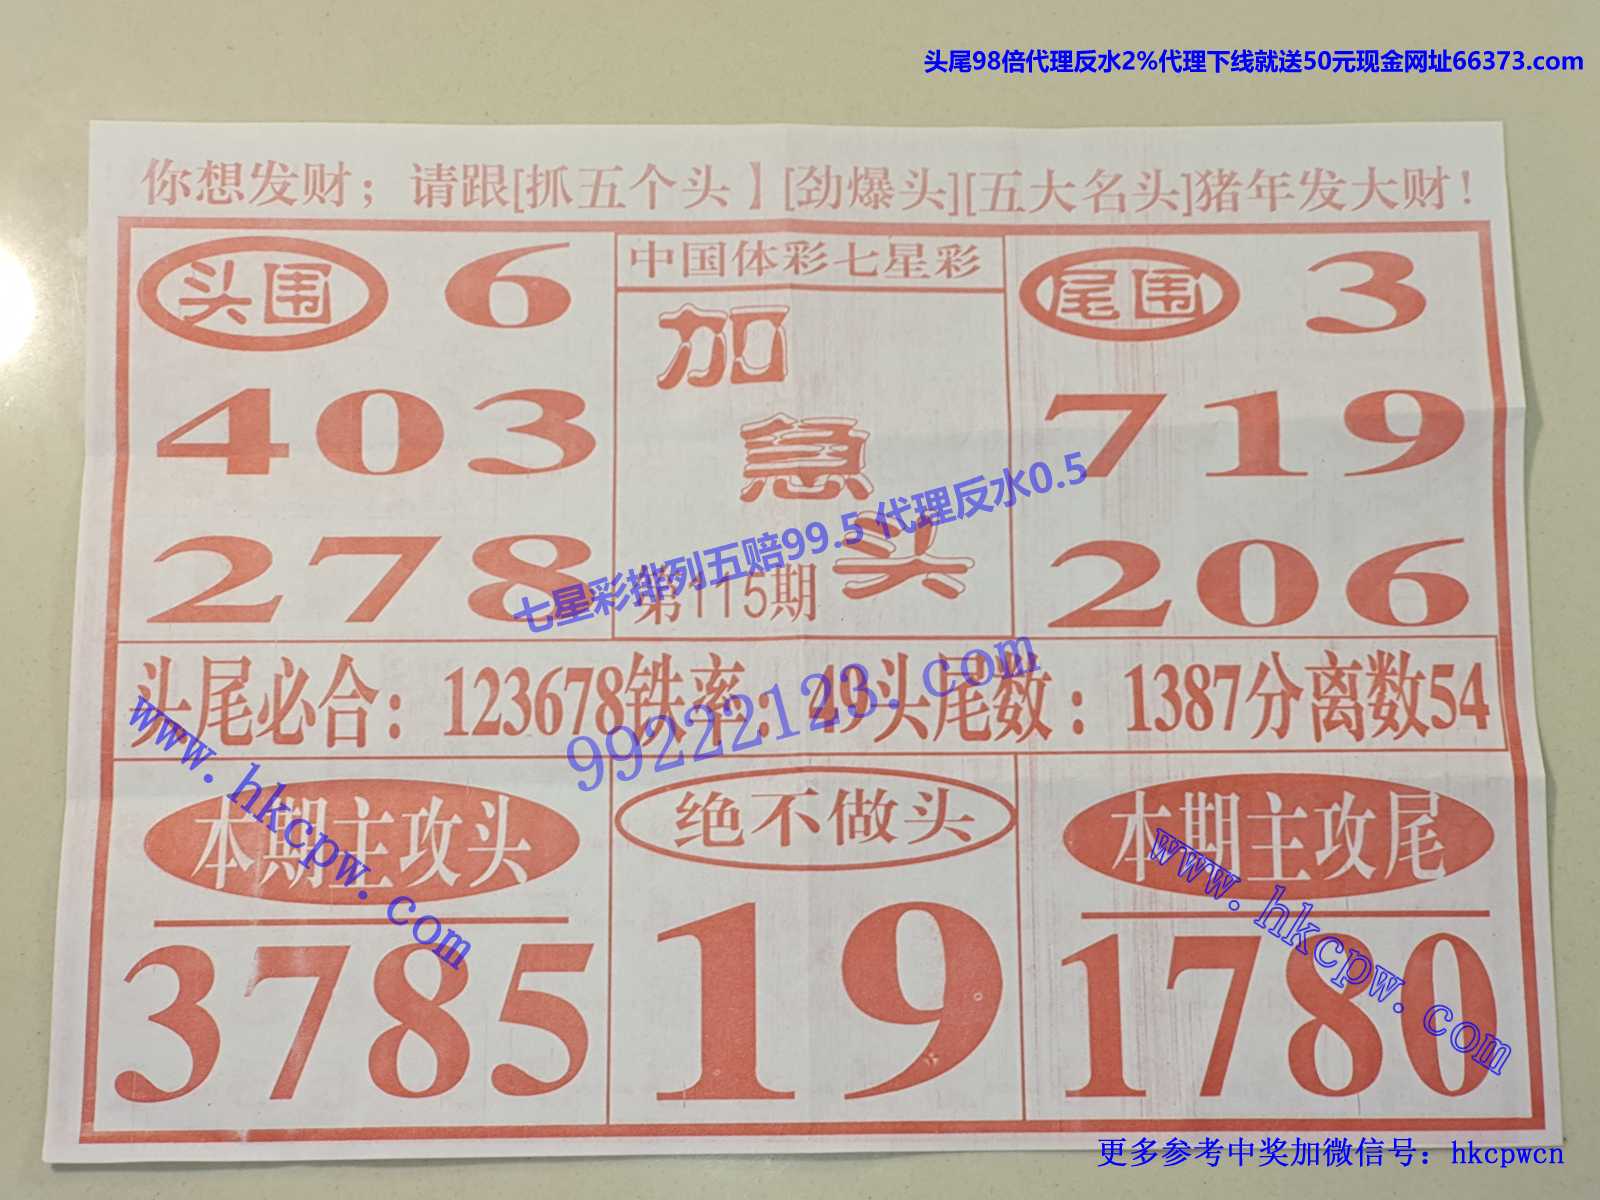 头尾98倍代理反水2%代理下线就送50元现金网址66373.com
你想发财；请跟[抓五个头】[劲爆头][五大名头]猪年发大财！
头围 6
403
278
中国体彩七星彩
加
急
头
第115期
尾围 3
719
206
七星彩排列五赔99.5 代理反水0.5
99222123.com
头尾必合：123678铁率：49头尾数：1387分离数54
www.hkcpw.com
本期主攻头
3785
绝不做头
19
本期主攻尾
1780
www.hkcpw.com
更多参考中奖加微信号：hkcpwcn